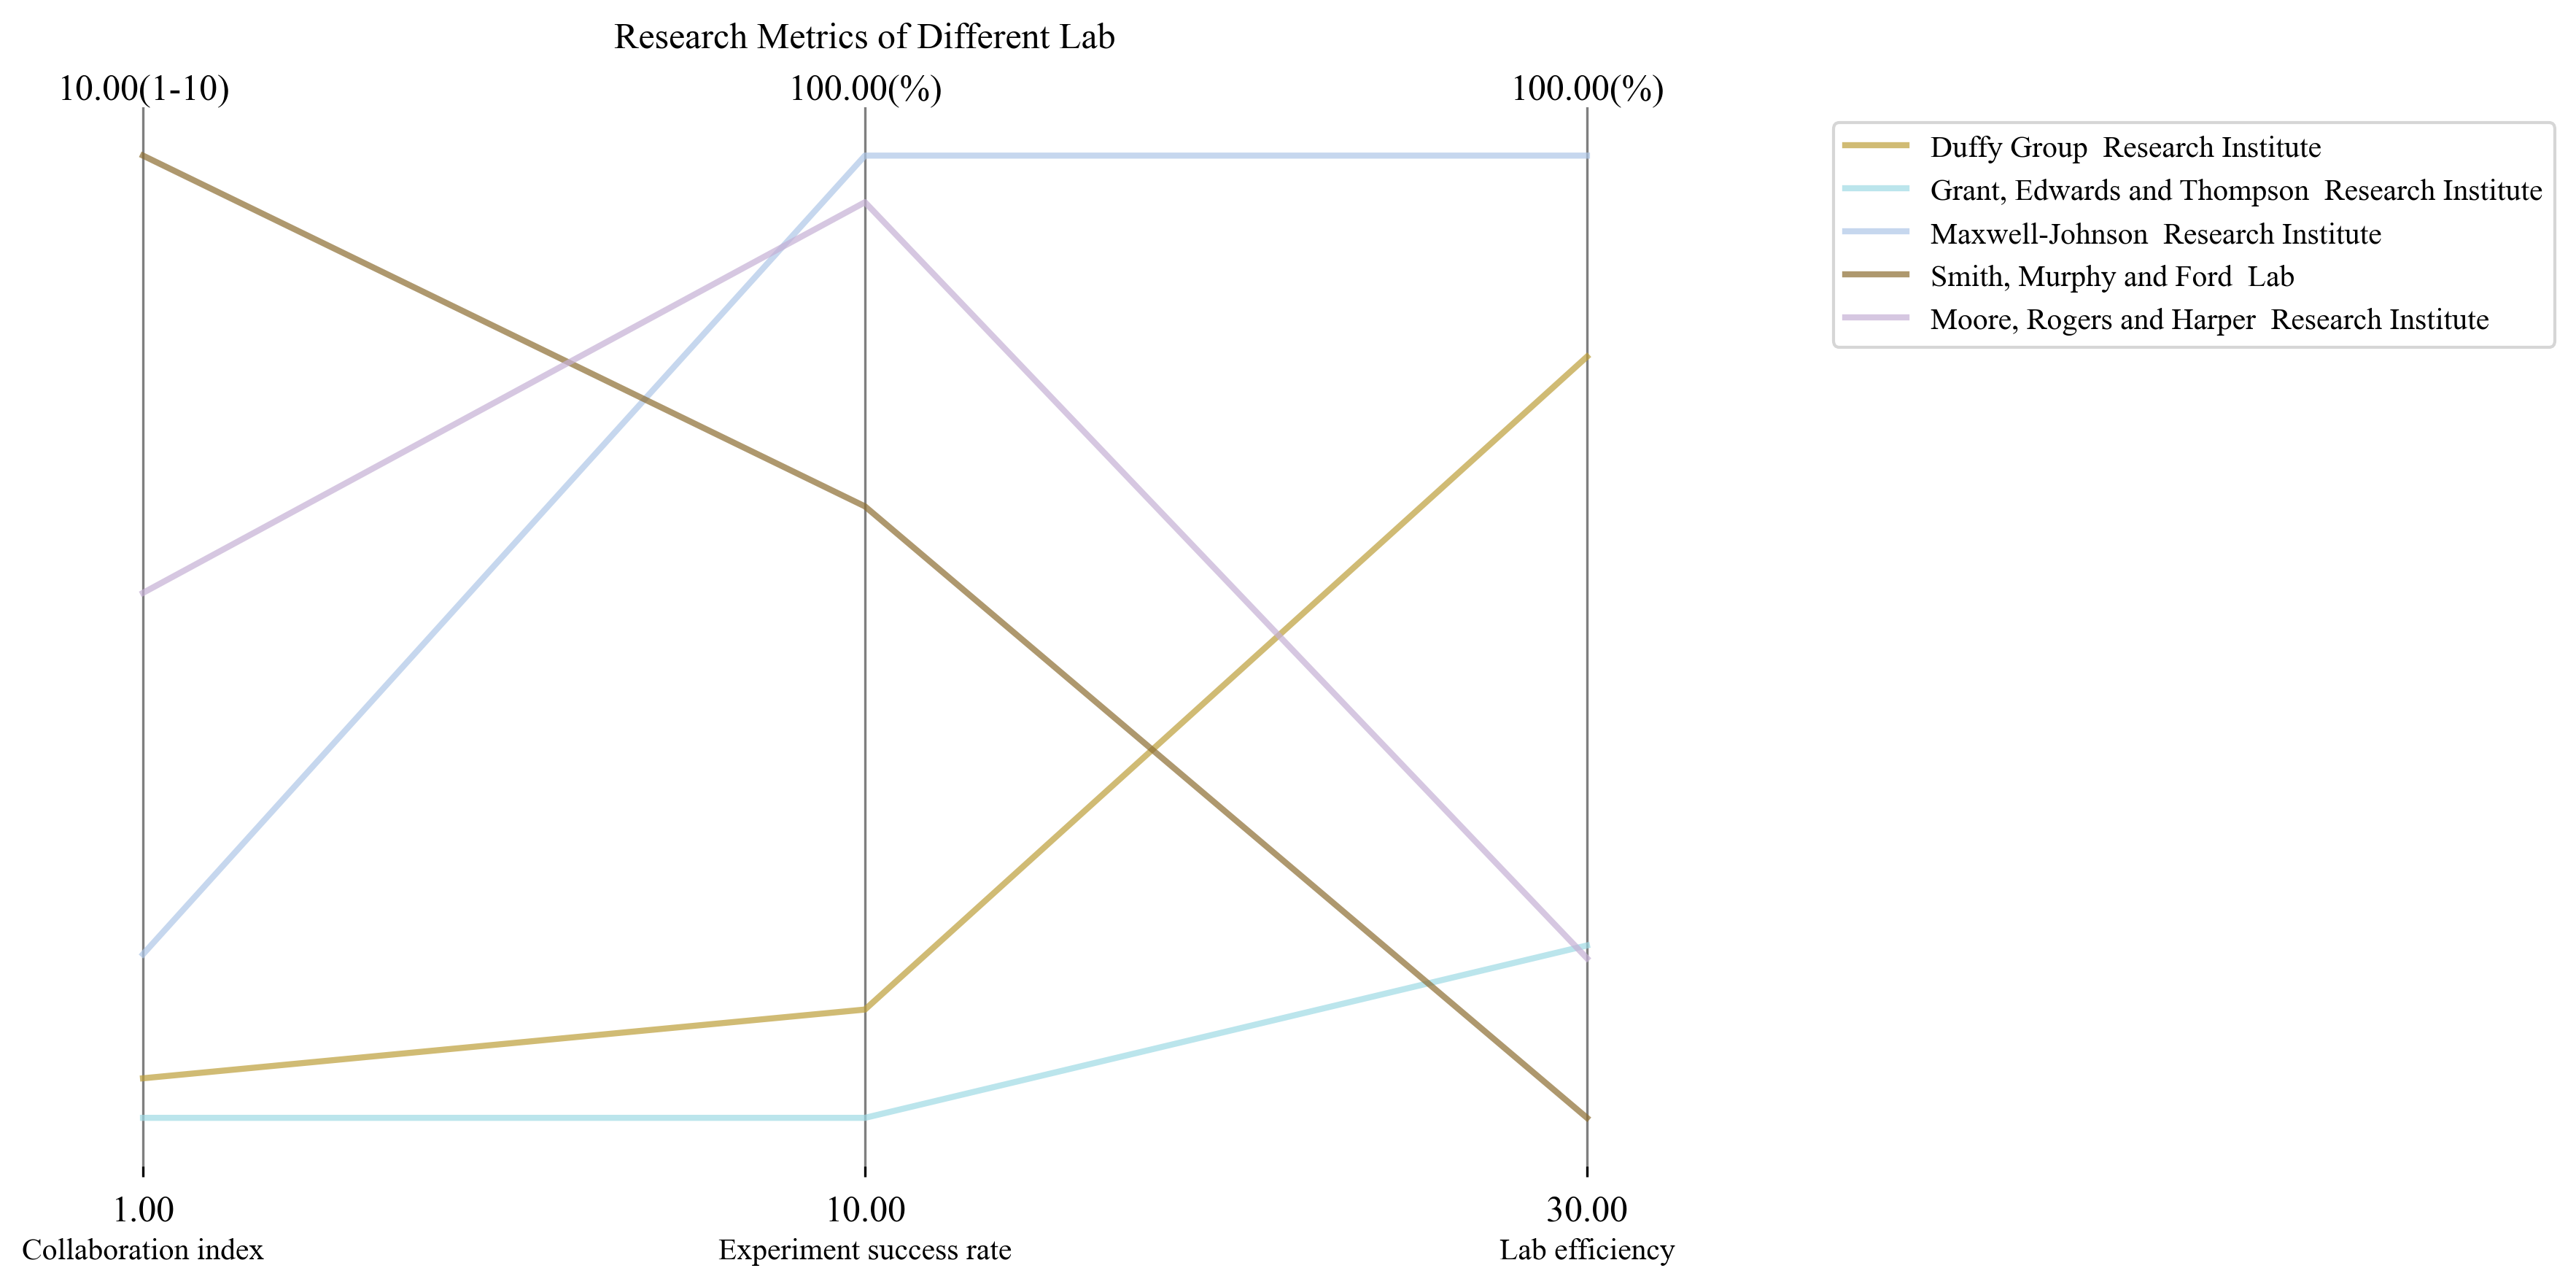 Research Metrics of Different Lab
10.00(1-10)
100.00(%)
100.00(%)
Duffy Group  Research Institute
Grant, Edwards and Thompson  Research Institute
Maxwell-Johnson  Research Institute
Smith, Murphy and Ford  Lab
Moore, Rogers and Harper  Research Institute
1.00
10.00
30.00
Collaboration index
Experiment success rate
Lab efficiency